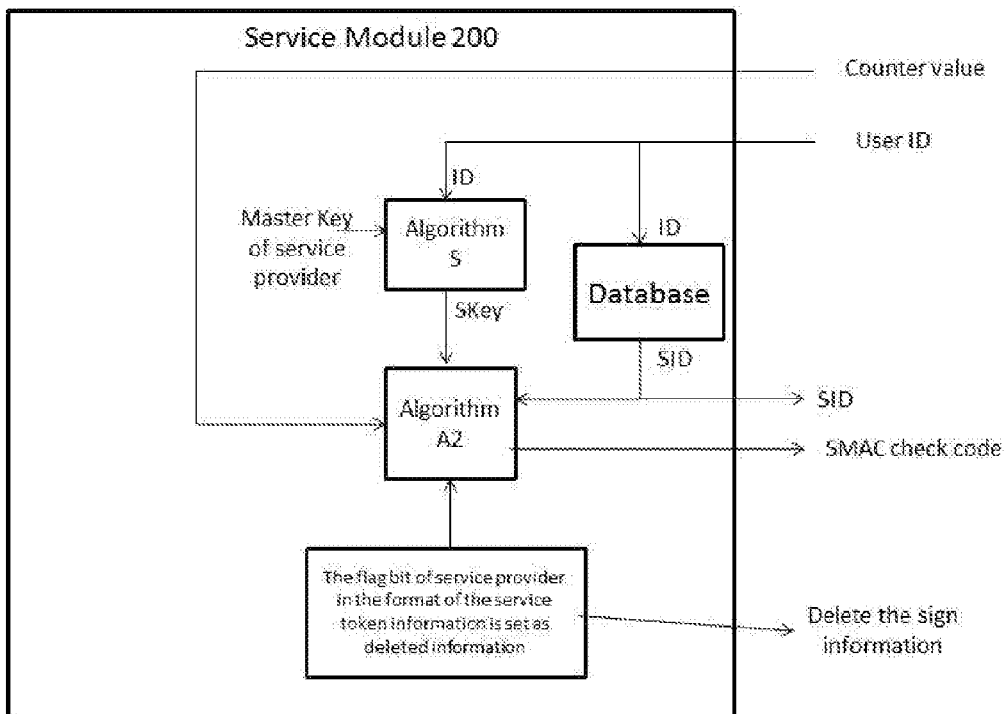 Service Module 200
Counter value
User ID
ID
Master Key
of service
provider
Algorithm
S
ID
Database
SKey
SID
Algorithm
A2
SID
SMAC check code
The flag bit of service provider
in the format of the service
token information is set as
deleted information
Delete the sign
information